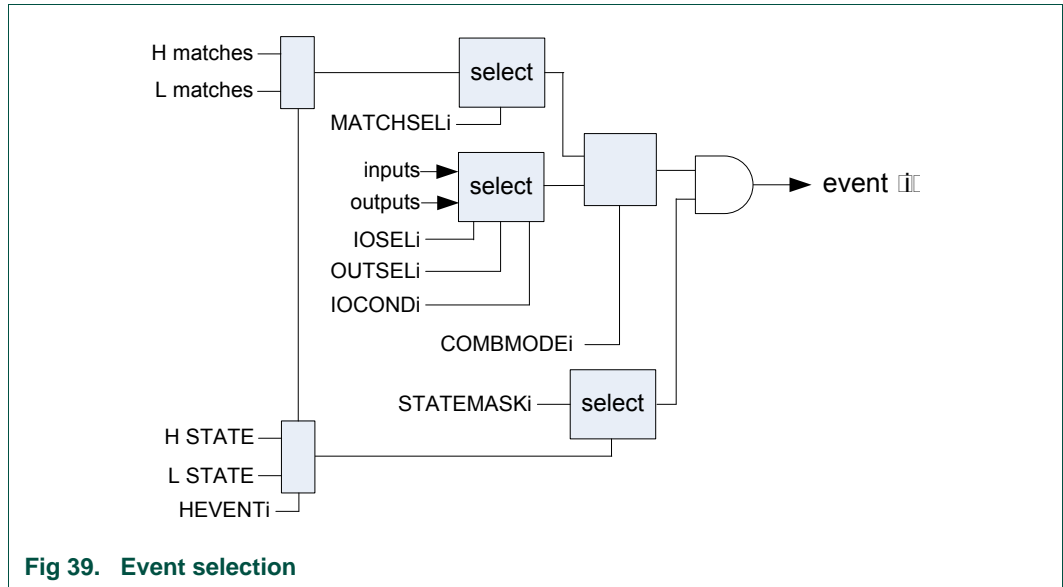 H matches
L matches
select
MATCHSELi
inputs
outputs
select
IOSELi
OUTSELi
IOCONDi
event i
COMBMODEi
STATEMASKi
select
H STATE
L STATE
HEVENTi
Fig 39. Event selection